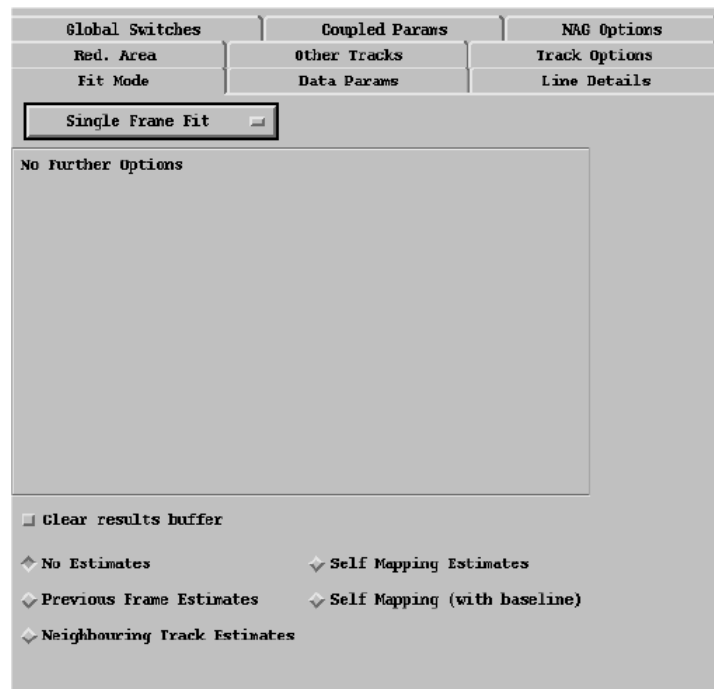 Global Switches Coupled Params NAG Options
Red. Area Other Tracks Track Options
Fit Mode Data Params Line Details
Single Frame Fit
No Further Options
Clear results buffer
No Estimates Self Mapping Estimates
Previous Frame Estimates Self Mapping (with baseline)
Neighbouring Track Estimates